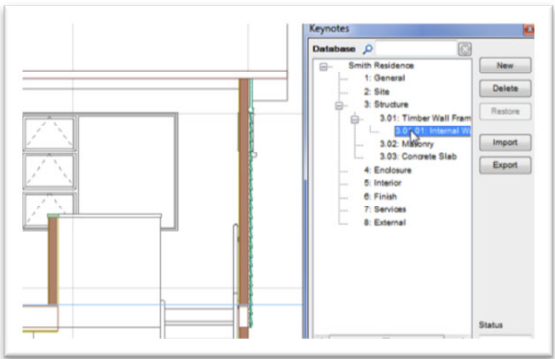 Keynotes
Database
New
Delete
Restore
Import
Export
Smith Residence
1: General
2: Site
3: Structure
3.01: Timber Wall Fram
Internal W
3.02: Masonry
3.03: Concrete Slab
4: Enclosure
5: Interior
6: Finish
7: Services
8: External
Status